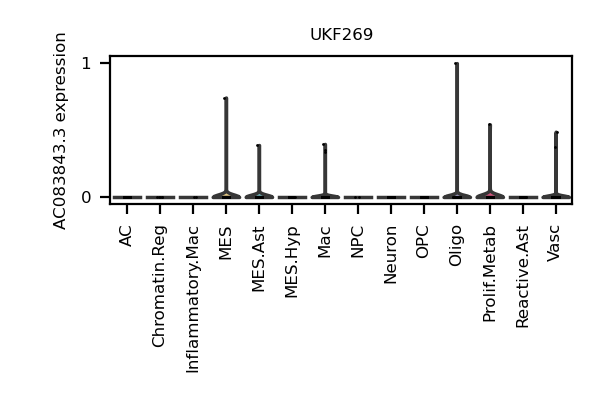 UKF269
AC083843.3 expression
1
0
AC
Chromatin.Reg
Inflammatory.Mac
MES
MES.Ast
MES.Hyp
Mac
NPC
Neuron
OPC
Oligo
Prolif.Metab
Reactive.Ast
Vasc